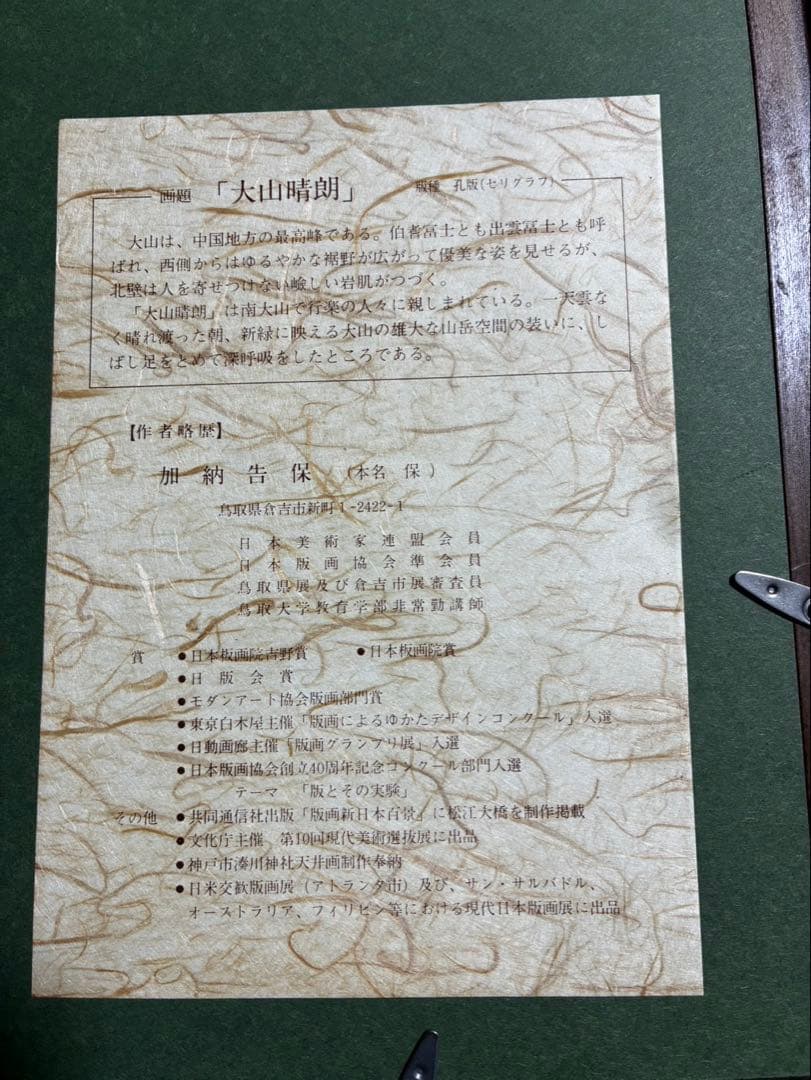 画題 「大山晴朗」 版種 孔版(セリグラフ)
大山は、中国地方の最高峰である。伯耆冨士とも出雲冨士とも呼
ばれ、西側からはゆるやかな裾野が広がって優美な姿を見せるが、
北壁は人を寄せつけない嶮しい岩肌がつづく。
「大山晴朗」は南大山で行楽の人々に親しまれている。一天雲な
く晴れ渡った朝、新緑に映える大山の雄大な山岳空間の装いに、し
ばし足をとめて深呼吸をしたところである。
【作者略歴】
加納告保 (本名 保)
鳥取県倉吉市新町1-2422-1
日本美術家連盟会員
日本版画協会準会員
鳥取県展及び倉吉市展審査員
鳥取大学教育学部非常勤講師
賞 ●日本板画院吉野賞 ●日本板画院賞
●日版会賞
●モダンアート協会版画部門賞
●東京白木屋主催「版画によるゆかたデザインコンクール」入選
●日動画廊主催「版画グランプリ展」入選
●日本版画協会創立40周年記念コンクール部門入選
テーマ 「版とその実験」
その他 ●共同通信社出版「版画新日本百景」に松江大橋を制作掲載
●文化庁主催 第10回現代美術選抜展に出品
●神戸市湊川神社天井画制作奉納
●日米交歓版画展(アトランタ市)及び、サン・サルバドル、
オーストラリア、フィリピン等における現代日本版画展に出品